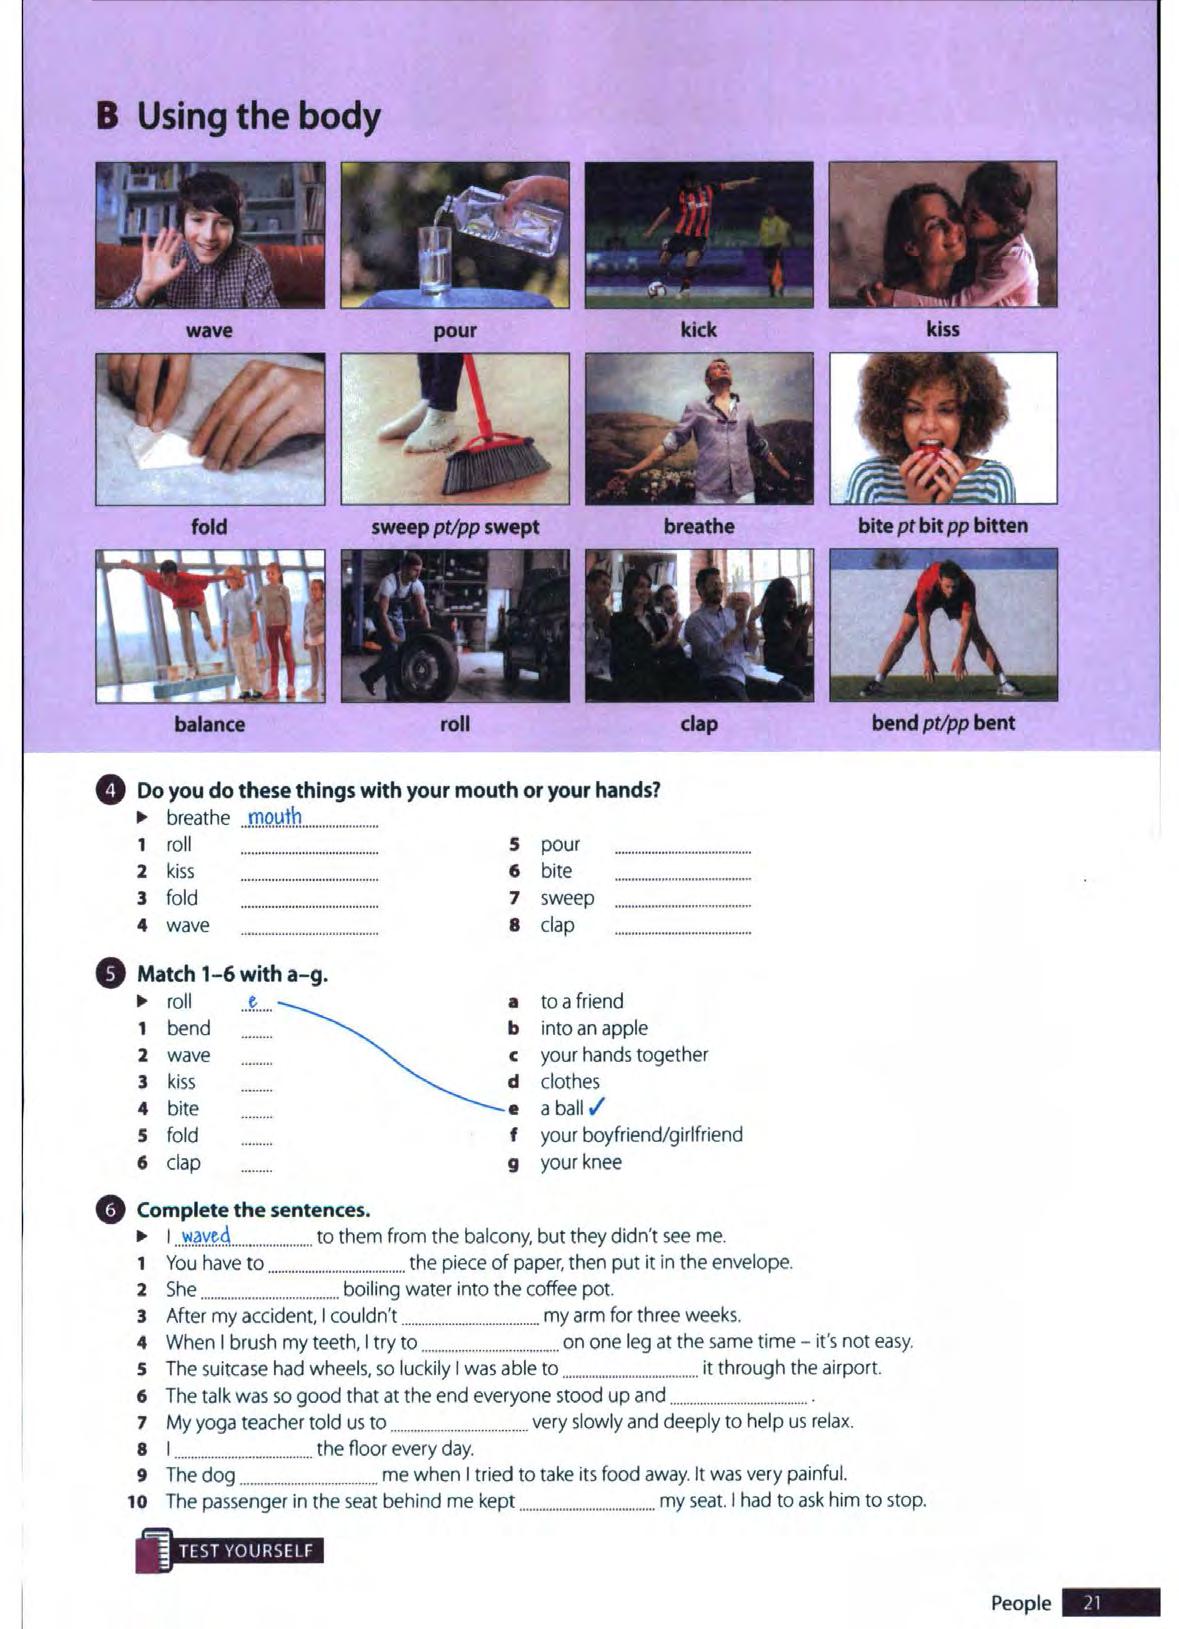 B Using the body
wave pour kick kiss
fold sweep pt/pp swept breathe bite pt bit pp bitten
balance roll clap bend pt/pp bent
4 Do you do these things with your mouth or your hands?
► breathe mouth
1 roll 5 pour
2 kiss 6 bite
3 fold 7 sweep
4 wave 8 clap
5 Match 1–6 with a–g.
► roll e a to a friend
1 bend b into an apple
2 wave c your hands together
3 kiss d clothes
4 bite e a ball ✓
5 fold f your boyfriend/girlfriend
6 clap g your knee
6 Complete the sentences.
► I waved to them from the balcony, but they didn't see me.
1 You have to ........ the piece of paper, then put it in the envelope.
2 She ........ boiling water into the coffee pot.
3 After my accident, I couldn't ........ my arm for three weeks.
4 When I brush my teeth, I try to ........ on one leg at the same time – it's not easy.
5 The suitcase had wheels, so luckily I was able to ........ it through the airport.
6 The talk was so good that at the end everyone stood up and ........ .
7 My yoga teacher told us to ........ very slowly and deeply to help us relax.
8 I ........ the floor every day.
9 The dog ........ me when I tried to take its food away. It was very painful.
10 The passenger in the seat behind me kept ........ my seat. I had to ask him to stop.
TEST YOURSELF
People 21